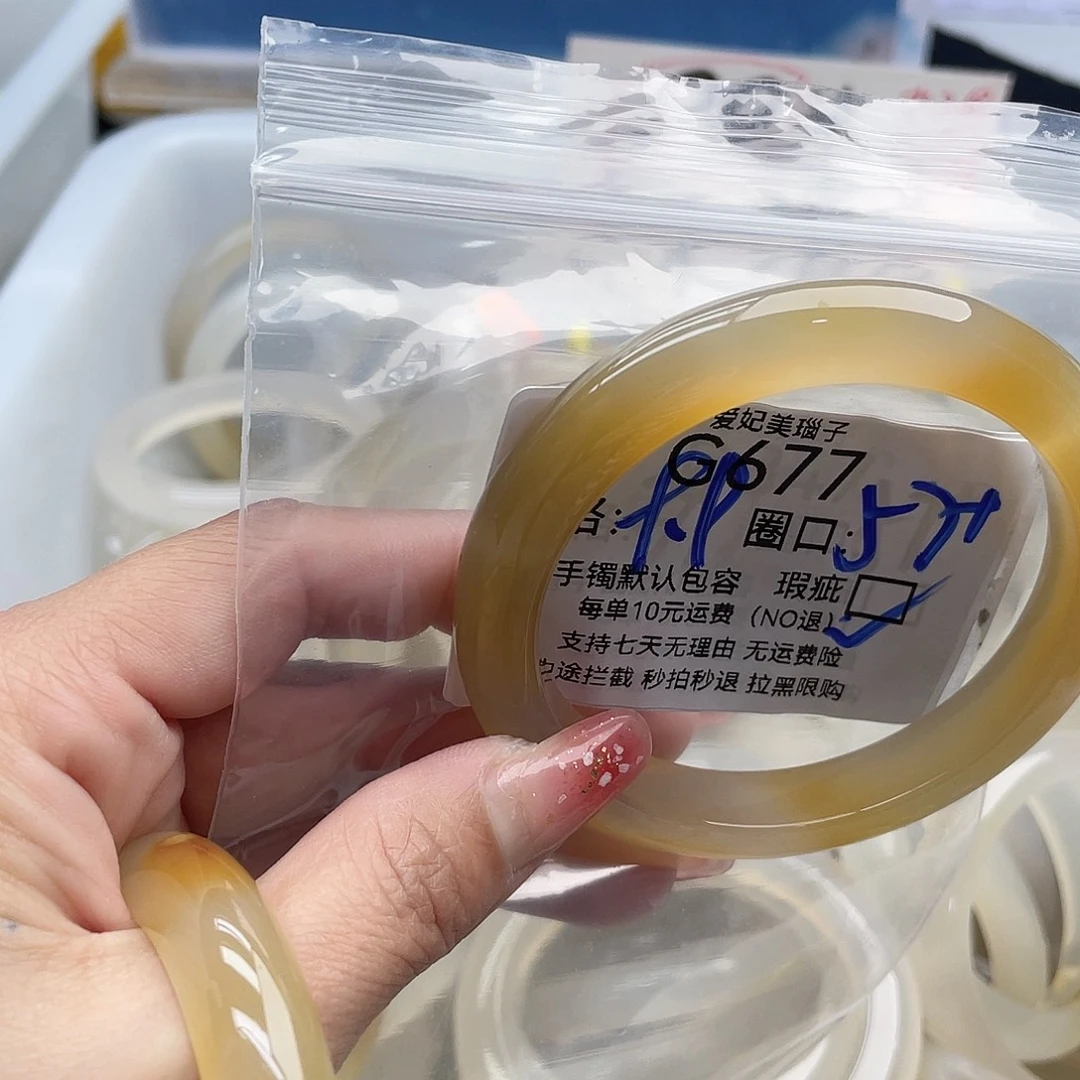 爱妃美瑙子
G677
圈口: 57
手镯默认包容 瑕疵
每单10元运费 (NO退)
支持七天无理由 无运费险
途拦截 秒拍秒退 拉黑限购